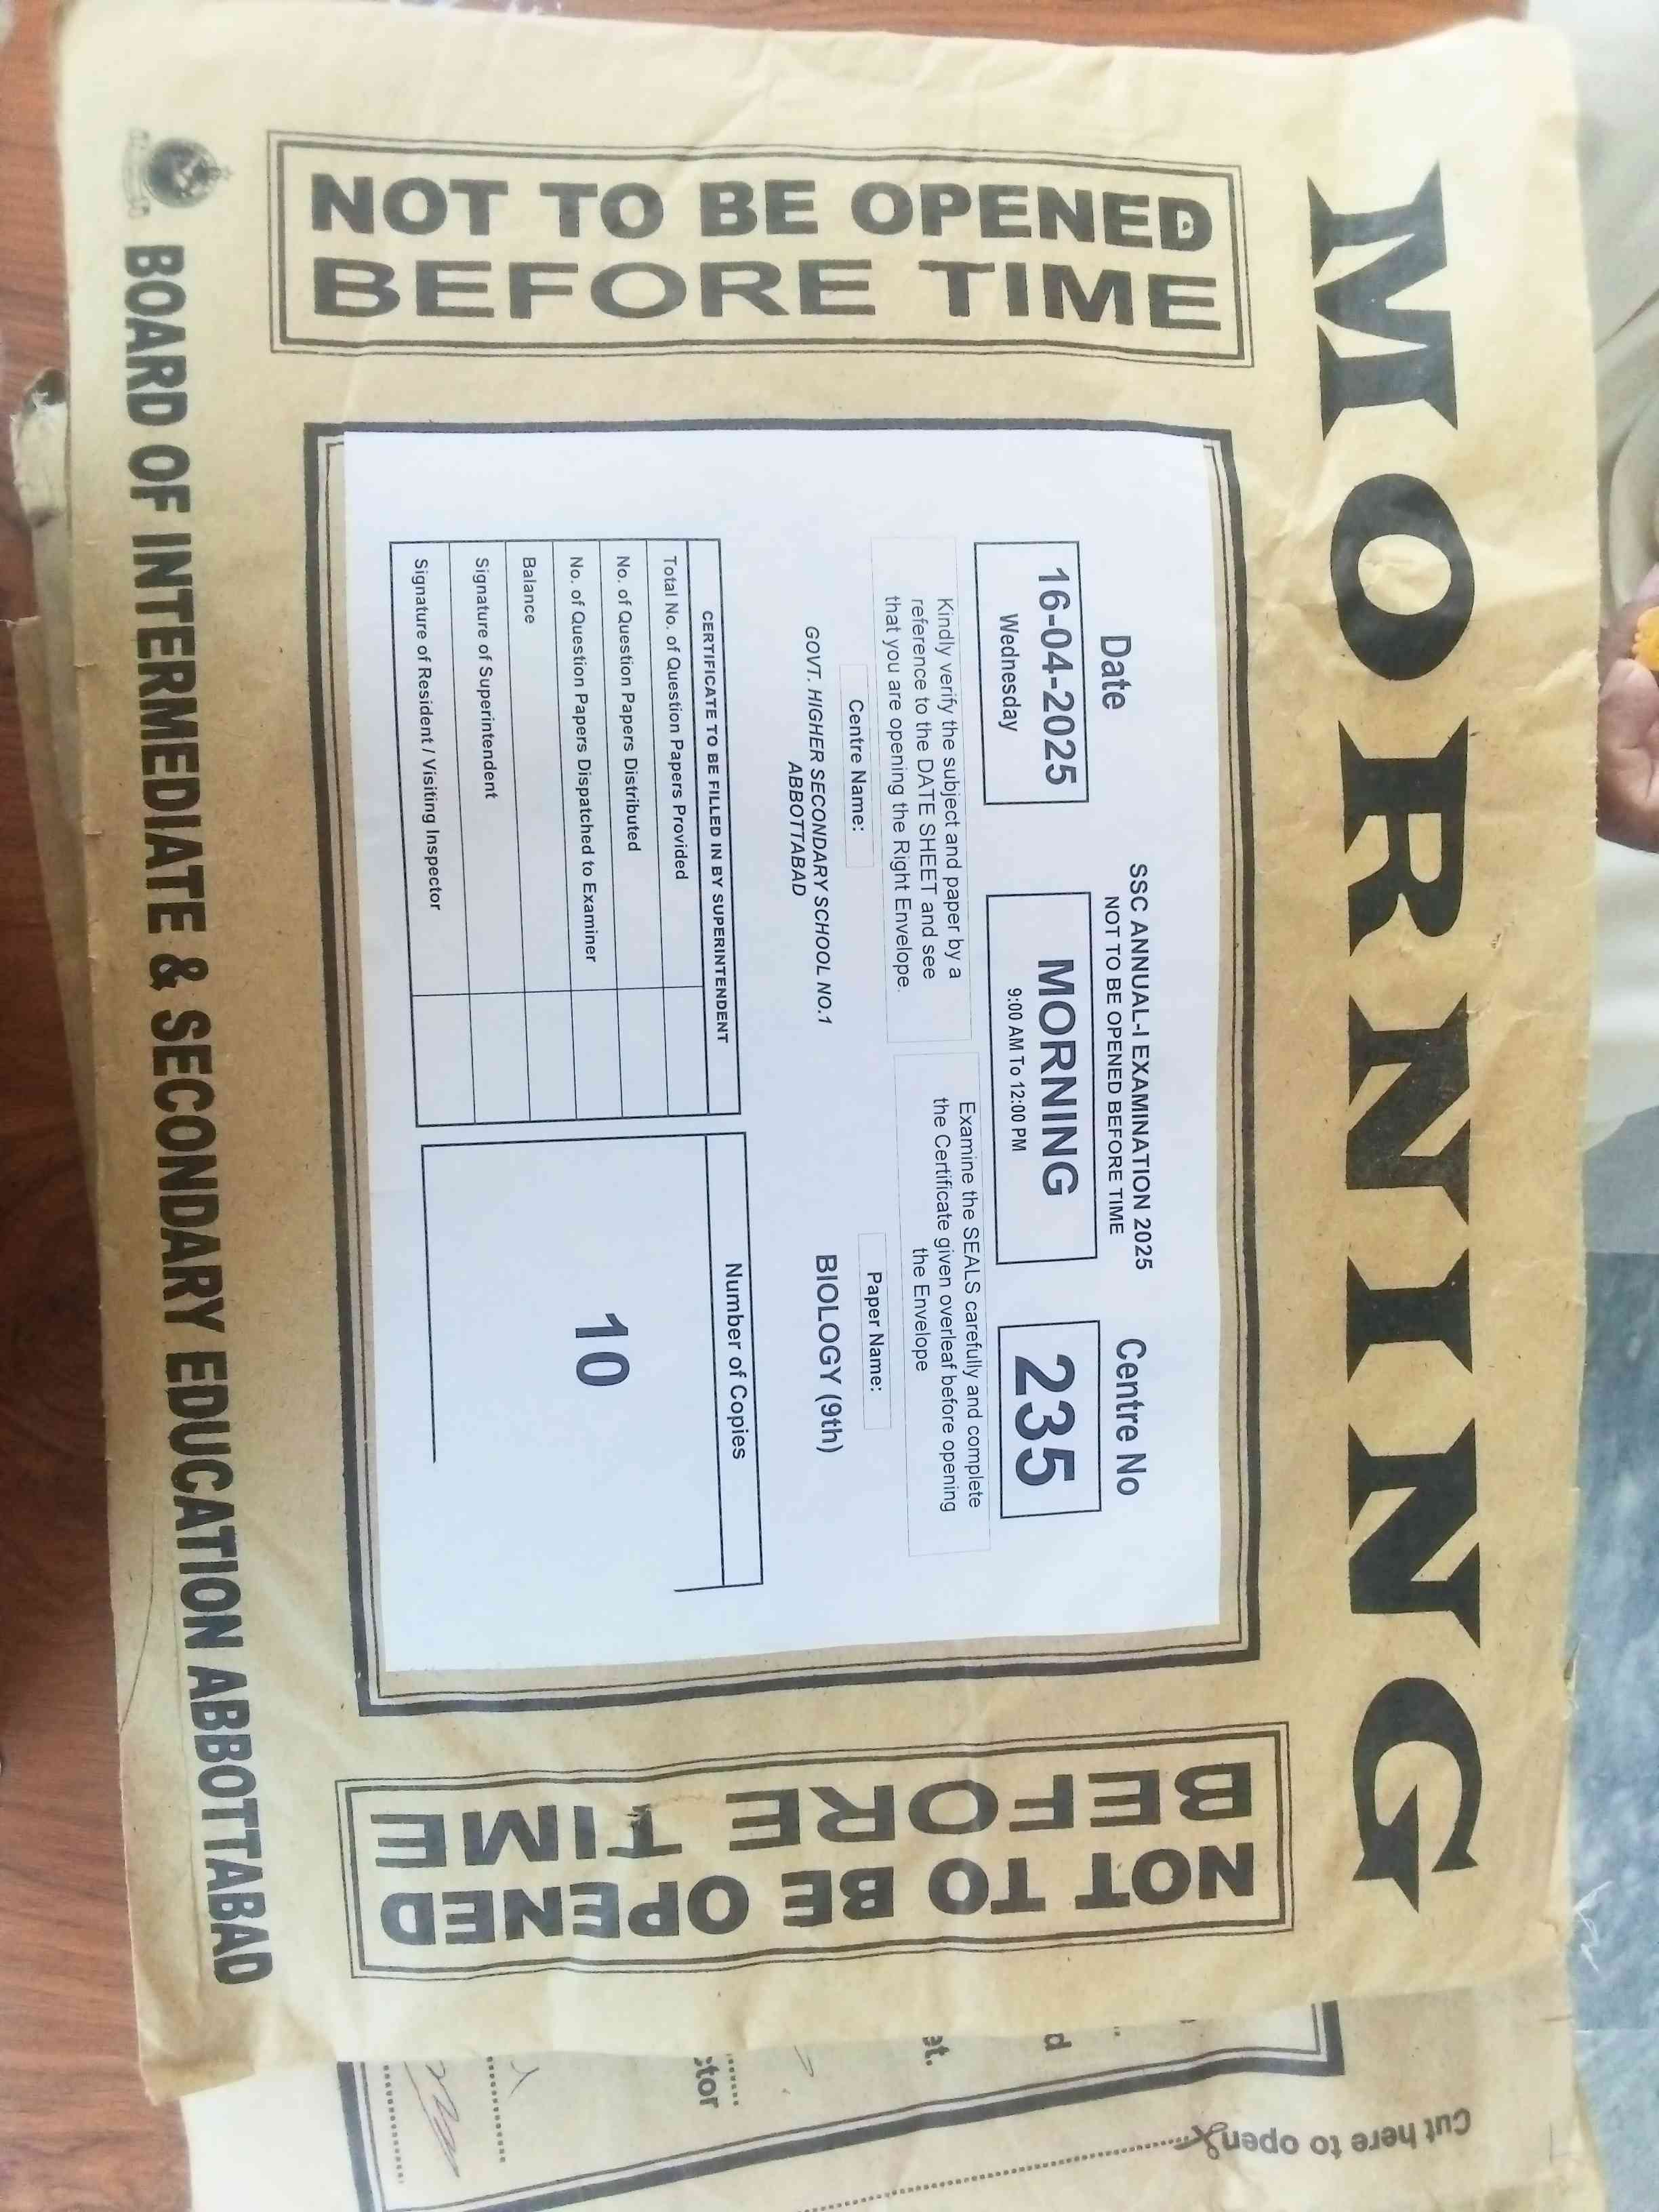 MORNING
NOT TO BE OPENED
BEFORE TIME
SSC ANNUAL-I EXAMINATION 2025
NOT TO BE OPENED BEFORE TIME
Date
Centre No
16-04-2025
Wednesday
MORNING
9:00 AM To 12:00 PM
235
Kindly verify the subject and paper by a
reference to the DATE SHEET and see
that you are opening the Right Envelope.
Examine the SEALS carefully and complete
the Certificate given overleaf before opening
the Envelope
Centre Name:
Paper Name:
GOVT. HIGHER SECONDARY SCHOOL NO.1
ABBOTTABAD
BIOLOGY (9th)
CERTIFICATE TO BE FILLED IN BY SUPERINTENDENT
Total No. of Question Papers Provided
No. of Question Papers Distributed
No. of Question Papers Dispatched to Examiner
Balance
Signature of Superintendent
Signature of Resident / Visiting Inspector
Number of Copies
10
NOT TO BE OPENED
BEFORE TIME
BOARD OF INTERMEDIATE & SECONDARY EDUCATION ABBOTTABAD
Cut here to open